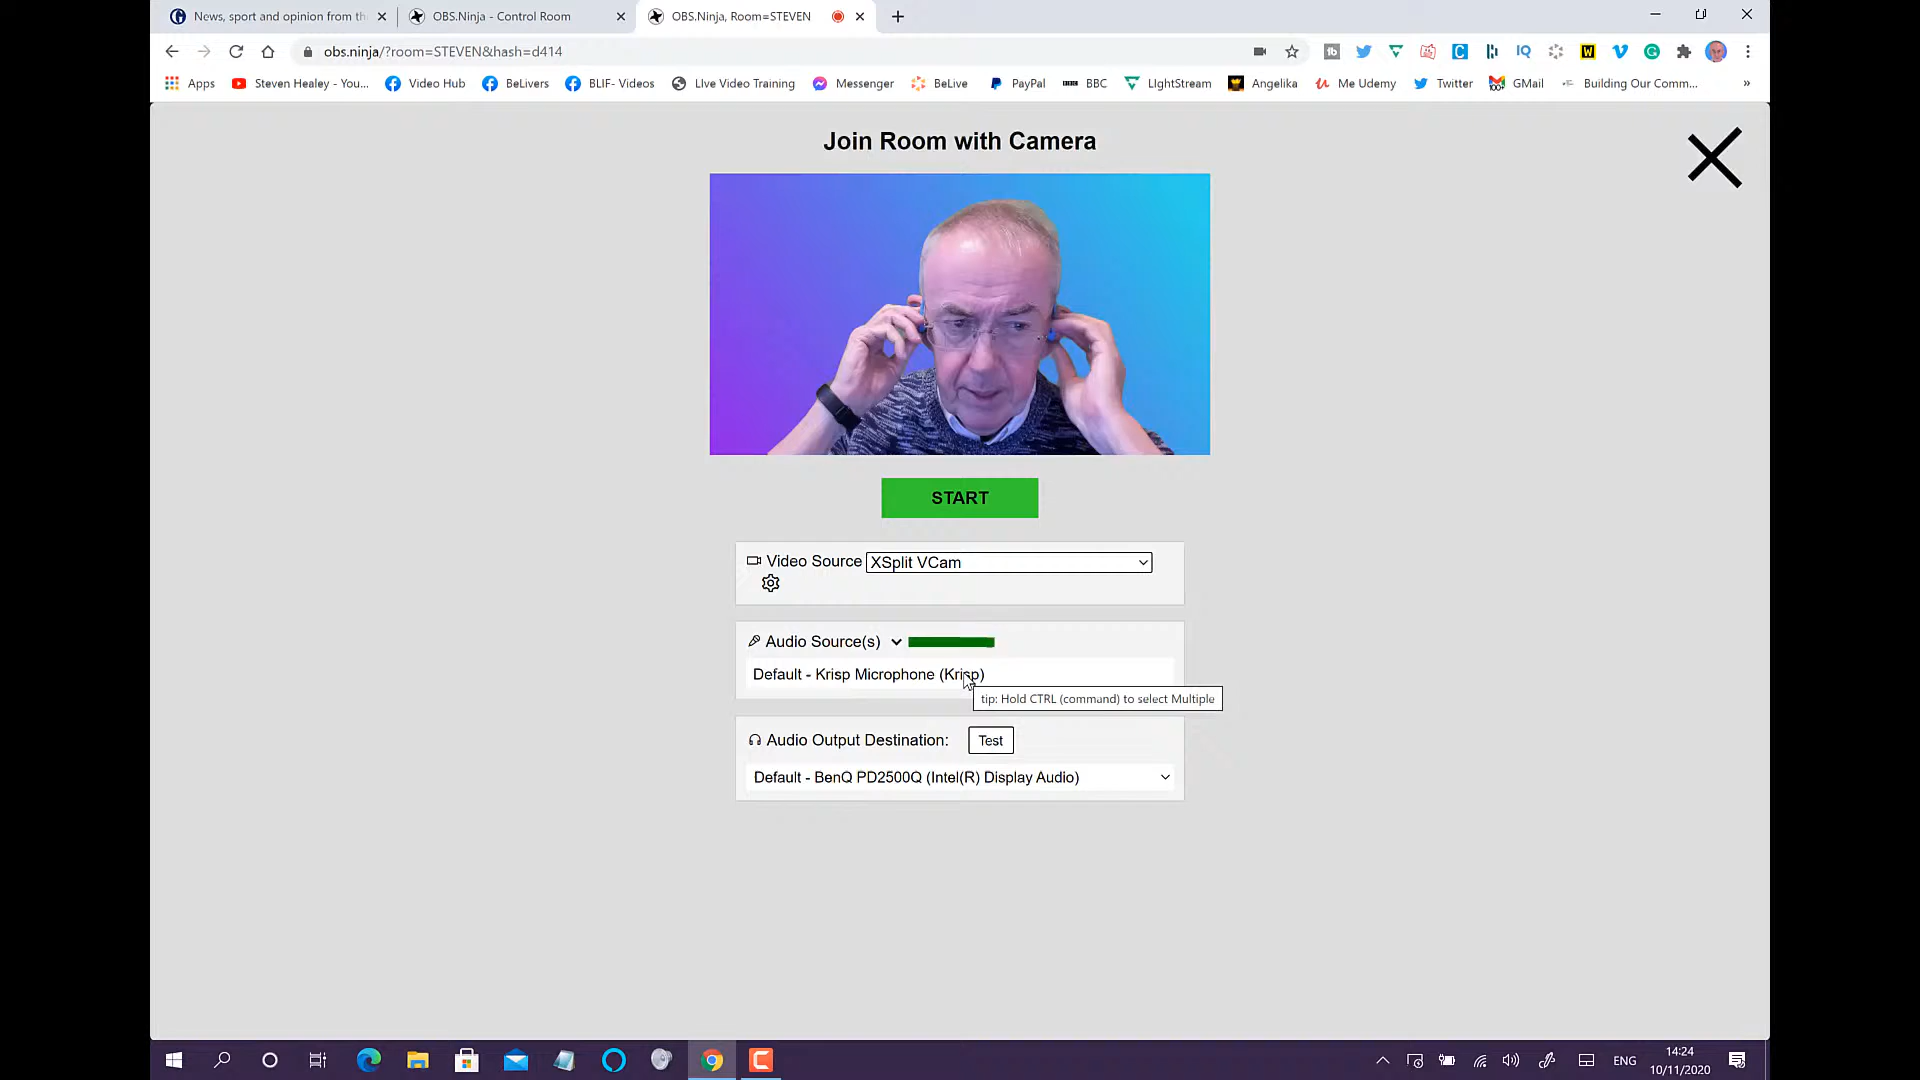 News, sport and opinion from th
OBS.Ninja - Control Room
OBS.Ninja, Room=STEVEN
obs.ninja/?room=STEVEN&hash=d414
Apps
Steven Healey - You...
Video Hub
BeLivers
BLIF- Videos
LIve Video Training
Messenger
BeLive
PayPal
BBC
LIghtStream
Angelika
Me Udemy
Twitter
GMail
Building Our Comm...
»
Join Room with Camera
START
Video Source XSplit VCam
Audio Source(s)
Default - Krisp Microphone (Krisp)
tip: Hold CTRL (command) to select Multiple
Audio Output Destination: Test
Default - BenQ PD2500Q (Intel(R) Display Audio)
ENG
14:24
10/11/2020